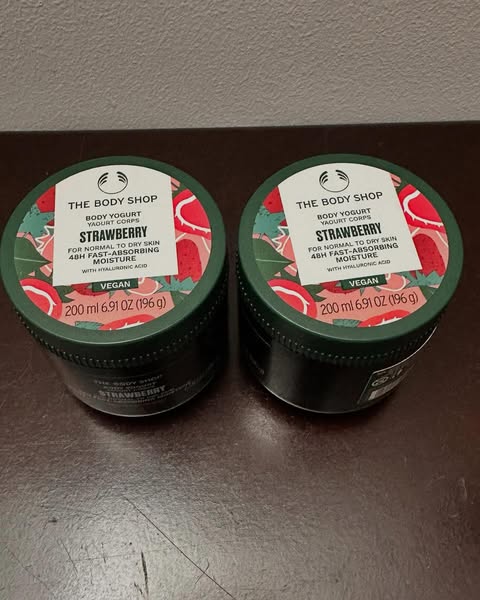 THE BODY SHOP
BODY YOGURT
YAOURT CORPS
STRAWBERRY
FOR NORMAL TO DRY SKIN
48H FAST-ABSORBING
MOISTURE
WITH HYALURONIC ACID
VEGAN
200 ml 6.91 OZ (196 g)
THE BODY SHOP
BODY YOGURT
STRAWBERRY
THE BODY SHOP
BODY YOGURT
YAOURT CORPS
STRAWBERRY
FOR NORMAL TO DRY SKIN
48H FAST-ABSORBING
MOISTURE
WITH HYALURONIC ACID
VEGAN
200 ml 6.91 OZ (196 g)